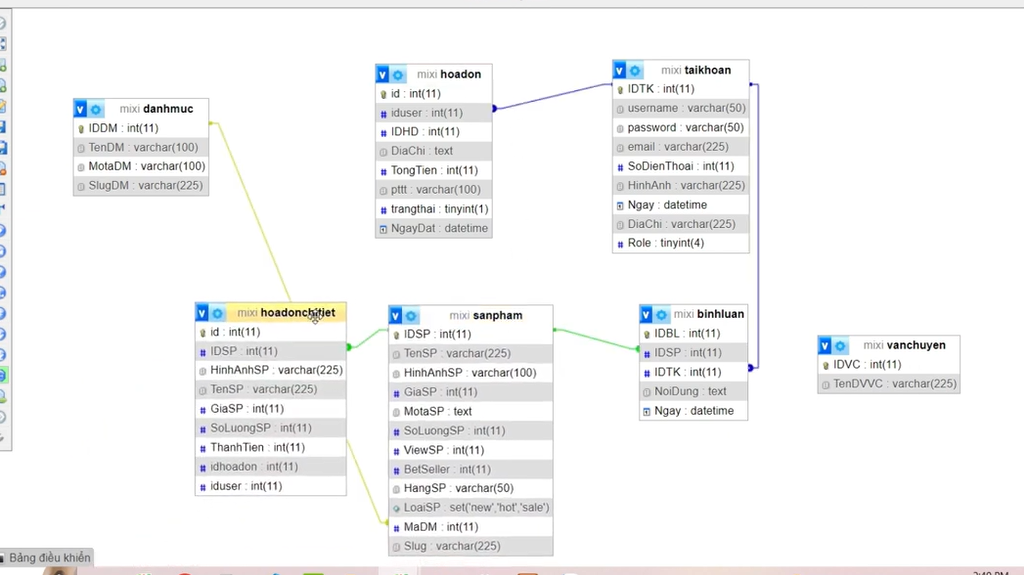 mixi danhmuc
IDDM : int(11)
TenDM : varchar(100)
MotaDM : varchar(100)
SlugDM : varchar(225)
mixi hoadon
id : int(11)
iduser : int(11)
IDHD : int(11)
DiaChi : text
TongTien : int(11)
pttt : varchar(100)
trangthai : tinyint(1)
NgayDat : datetime
mixi taikhoan
IDTK : int(11)
username : varchar(50)
password : varchar(50)
email : varchar(225)
SoDienThoai : int(11)
HinhAnh : varchar(225)
Ngay : datetime
DiaChi : varchar(225)
Role : tinyint(4)
mixi hoadonchitiet
id : int(11)
IDSP : int(11)
HinhAnhSP : varchar(225)
TenSP : varchar(225)
GiaSP : int(11)
SoLuongSP : int(11)
ThanhTien : int(11)
idhoadon : int(11)
iduser : int(11)
mixi sanpham
IDSP : int(11)
TenSP : varchar(225)
HinhAnhSP : varchar(100)
GiaSP : int(11)
MotaSP : text
SoLuongSP : int(11)
ViewSP : int(11)
BetSeller : int(11)
HangSP : varchar(50)
LoaiSP : set('new','hot','sale')
MaDM : int(11)
Slug : varchar(225)
mixi binhluan
IDBL : int(11)
IDSP : int(11)
IDTK : int(11)
NoiDung : text
Ngay : datetime
mixi vanchuyen
IDVC : int(11)
TenDVVC : varchar(225)
Bảng điều khiển